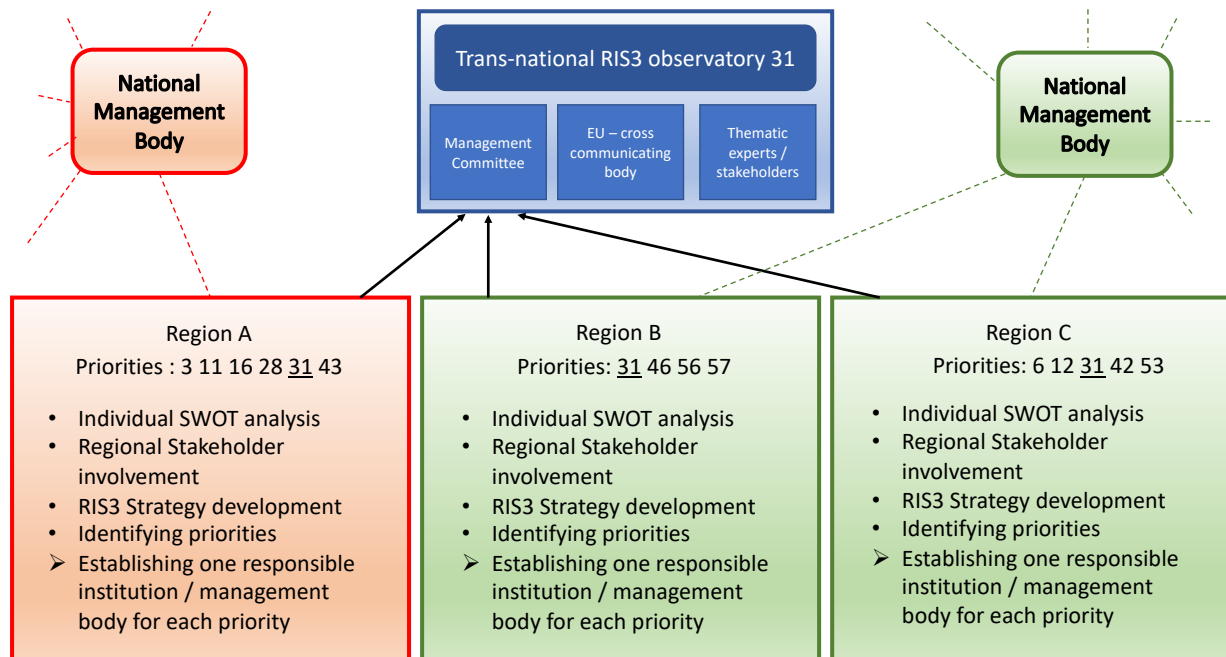 National
Management
Body
Trans-national RIS3 observatory 31
Management
Committee
EU – cross
communicating
body
Thematic
experts /
stakeholders
National
Management
Body
Region A
Priorities : 3 11 16 28 31 43
• Individual SWOT analysis
• Regional Stakeholder
involvement
• RIS3 Strategy development
• Identifying priorities
➢ Establishing one responsible
institution / management
body for each priority
Region B
Priorities: 31 46 56 57
• Individual SWOT analysis
• Regional Stakeholder
involvement
• RIS3 Strategy development
• Identifying priorities
➢ Establishing one responsible
institution / management
body for each priority
Region C
Priorities: 6 12 31 42 53
• Individual SWOT analysis
• Regional Stakeholder
involvement
• RIS3 Strategy development
• Identifying priorities
➢ Establishing one responsible
institution / management
body for each priority